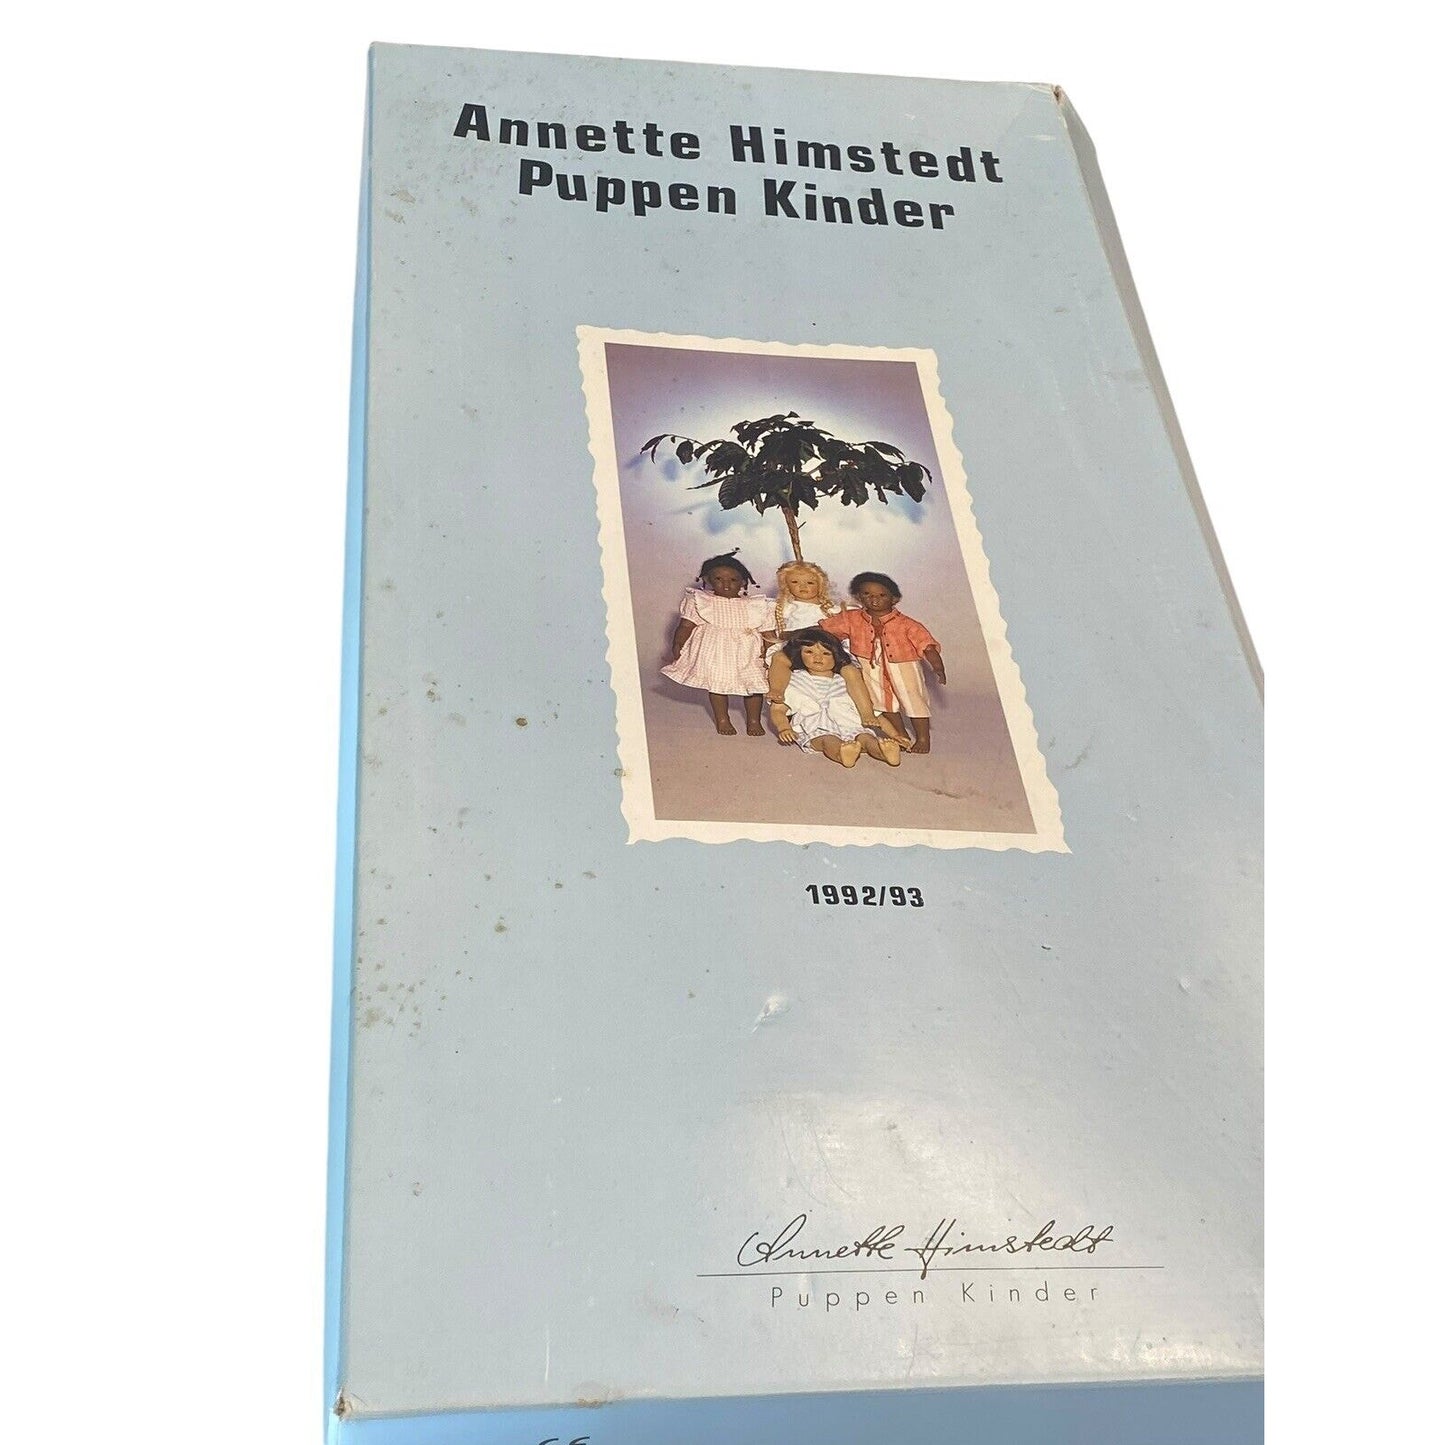 Annette Himstedt
Puppen Kinder
1992/93
Annette Himstedt
Puppen Kinder